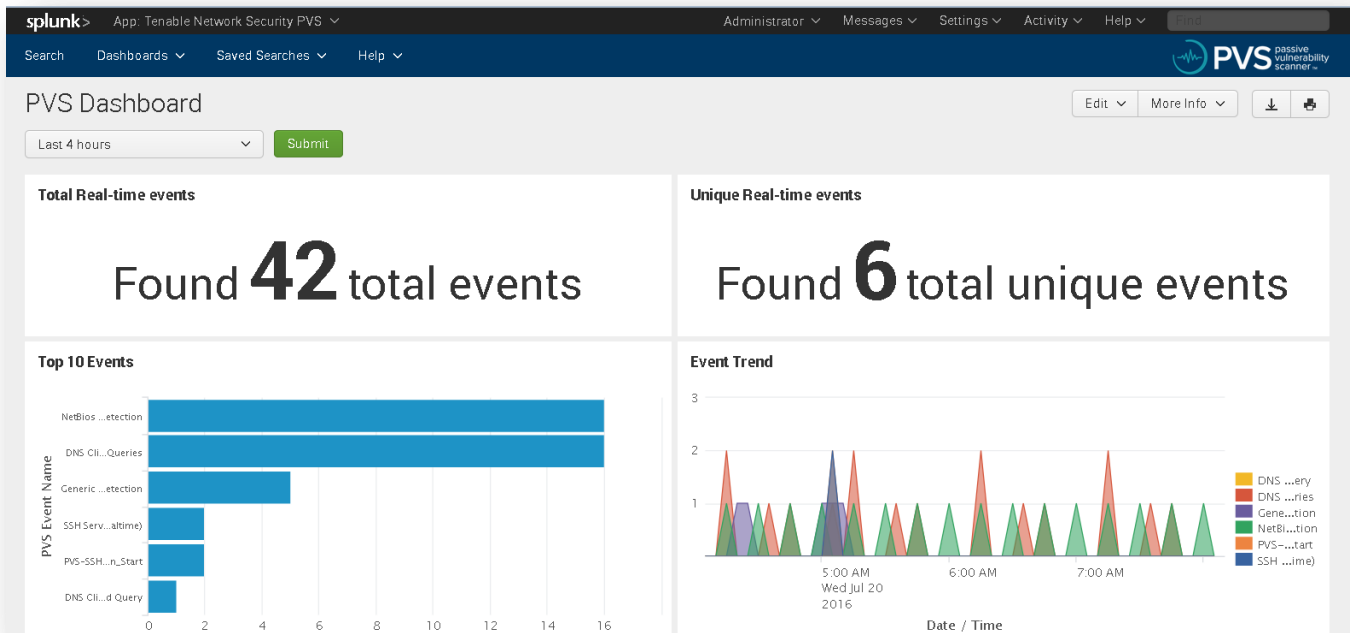 splunk> App: Tenable Network Security PVS Administrator Messages Settings Activity Help Find
Search Dashboards Saved Searches Help PVS passive vulnerability scanner™
PVS Dashboard Edit More Info
Last 4 hours Submit
Total Real-time events
Found 42 total events
Unique Real-time events
Found 6 total unique events
Top 10 Events
PVS Event Name
NetBios ...etection
DNS Cli...Queries
Generic ...etection
SSH Serv...altime)
PVS-SSH...n_Start
DNS Cli...d Query
0 2 4 6 8 10 12 14 16
Event Trend
3
2
1
5:00 AM 6:00 AM 7:00 AM
Wed Jul 20
2016
Date / Time
DNS ...ery
DNS ...ries
Gene...tion
NetBi...tion
PVS-...tart
SSH ...ime)